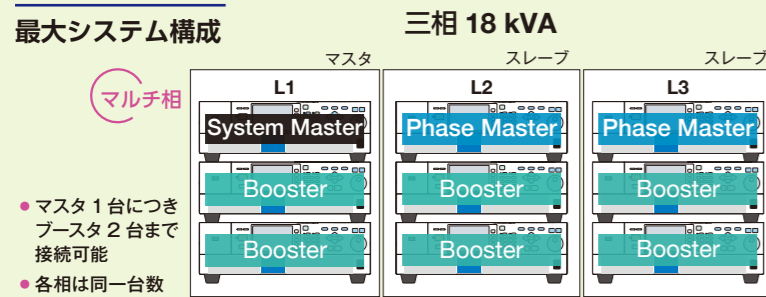 最大システム構成
三相 18 kVA
マスタ
スレーブ
スレーブ
マルチ相
L1
L2
L3
System Master
Phase Master
Phase Master
Booster
Booster
Booster
Booster
Booster
Booster
● マスタ 1 台につき
ブースタ 2 台まで
接続可能
● 各相は同一台数